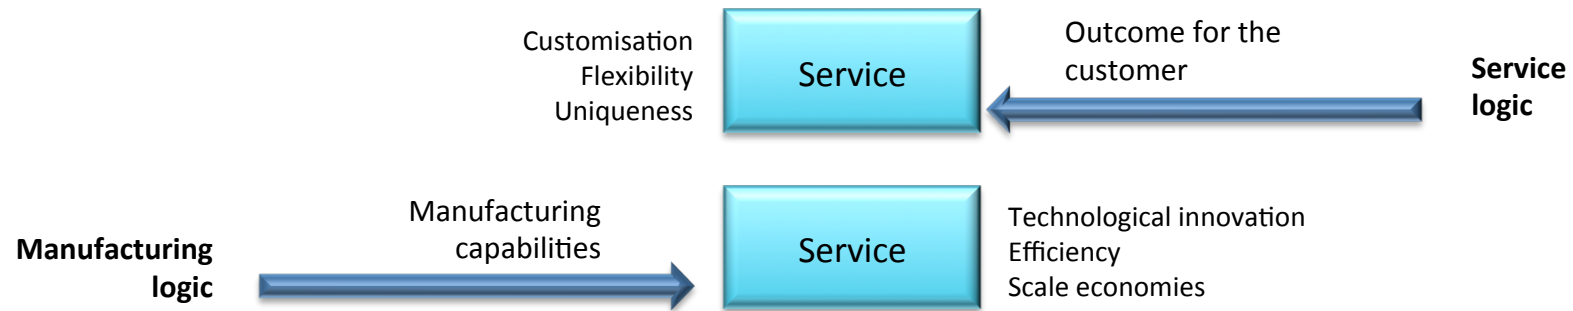 Customisation
Flexibility
Uniqueness
Service
Outcome for the
customer
Service
logic
Manufacturing
logic
Manufacturing
capabilities
Service
Technological innovation
Efficiency
Scale economies